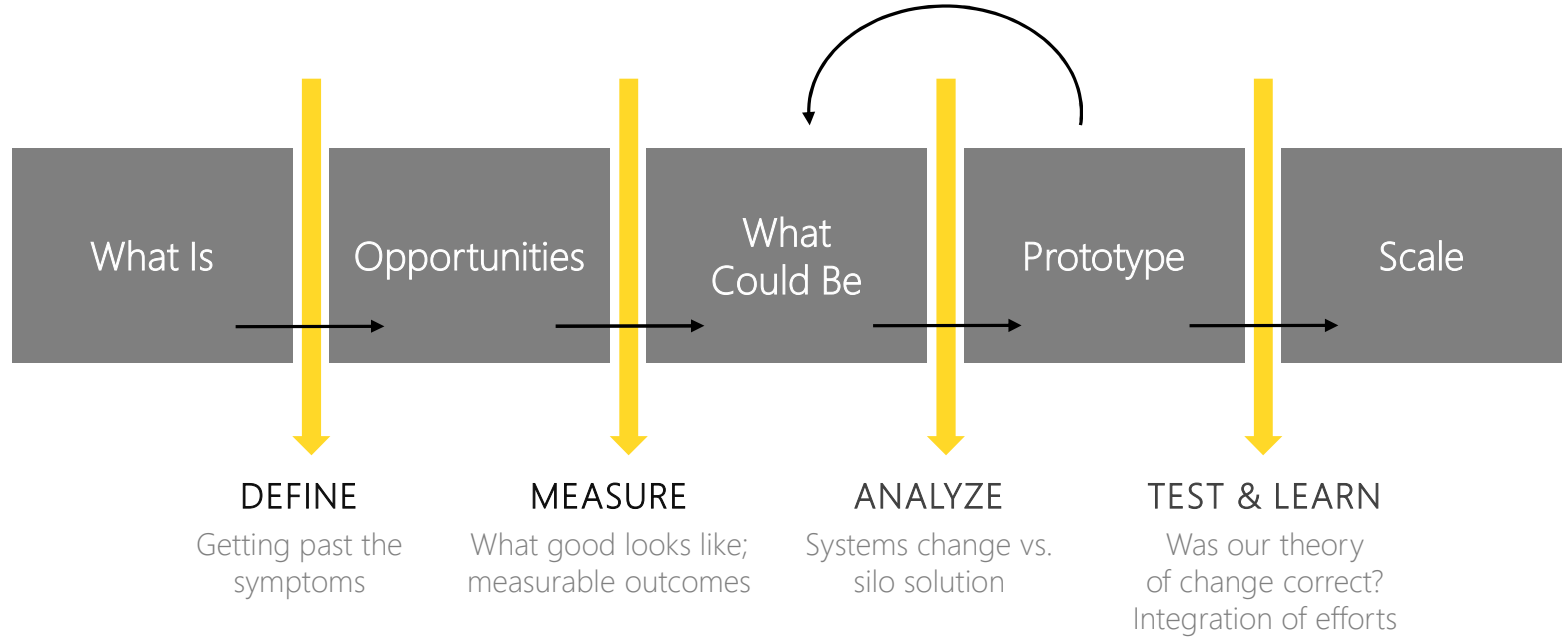 What Is
Opportunities
What
Could Be
Prototype
Scale
DEFINE
Getting past the
symptoms
MEASURE
What good looks like;
measurable outcomes
ANALYZE
Systems change vs.
silo solution
TEST & LEARN
Was our theory
of change correct?
Integration of efforts